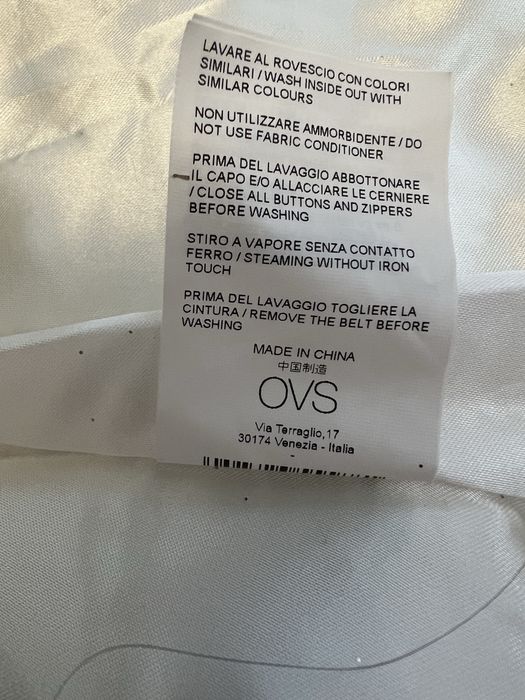 LAVARE AL ROVESCIO CON COLORI
SIMILARI / WASH INSIDE OUT WITH
SIMILAR COLOURS
NON UTILIZZARE AMMORBIDENTE / DO
NOT USE FABRIC CONDITIONER
PRIMA DEL LAVAGGIO ABBOTTONARE
IL CAPO E/O ALLACCIARE LE CERNIERE
/ CLOSE ALL BUTTONS AND ZIPPERS
BEFORE WASHING
STIRO A VAPORE SENZA CONTATTO
FERRO / STEAMING WITHOUT IRON
TOUCH
PRIMA DEL LAVAGGIO TOGLIERE LA
CINTURA / REMOVE THE BELT BEFORE
WASHING
MADE IN CHINA
中国制造
OVS
Via Terraglio,17
30174 Venezia - Italia
-